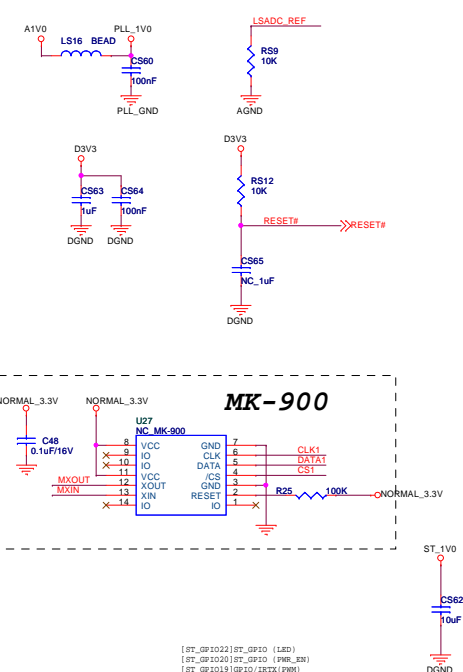 A1V0
PLL_1V0
LS16 BEAD
CS60
100nF
PLL_GND
LSADC_REF
RS9
10K
AGND
D3V3
CS63
1uF
CS64
100nF
DGND
DGND
D3V3
RS12
10K
RESET#
RESET#
CS65
NC_1uF
DGND
MK-900
NORMAL_3.3V
NORMAL_3.3V
C48
0.1uF/16V
U27
NC_MK-900
8 VCC GND 7
9 IO CLK 6 CLK1
10 IO DATA 5 DATA1
11 VCC /CS 4 CS1
MXOUT 12 XOUT GND 3
MXIN 13 XIN RESET 2
14 IO IO 1
R25 100K
NORMAL_3.3V
ST_1V0
CS62
10uF
DGND
[ST_GPIO22]ST_GPIO (LED)
[ST_GPIO20]ST_GPIO (PWR_EN)
[ST_GPIO19]GPIO/IRTX(PWM)